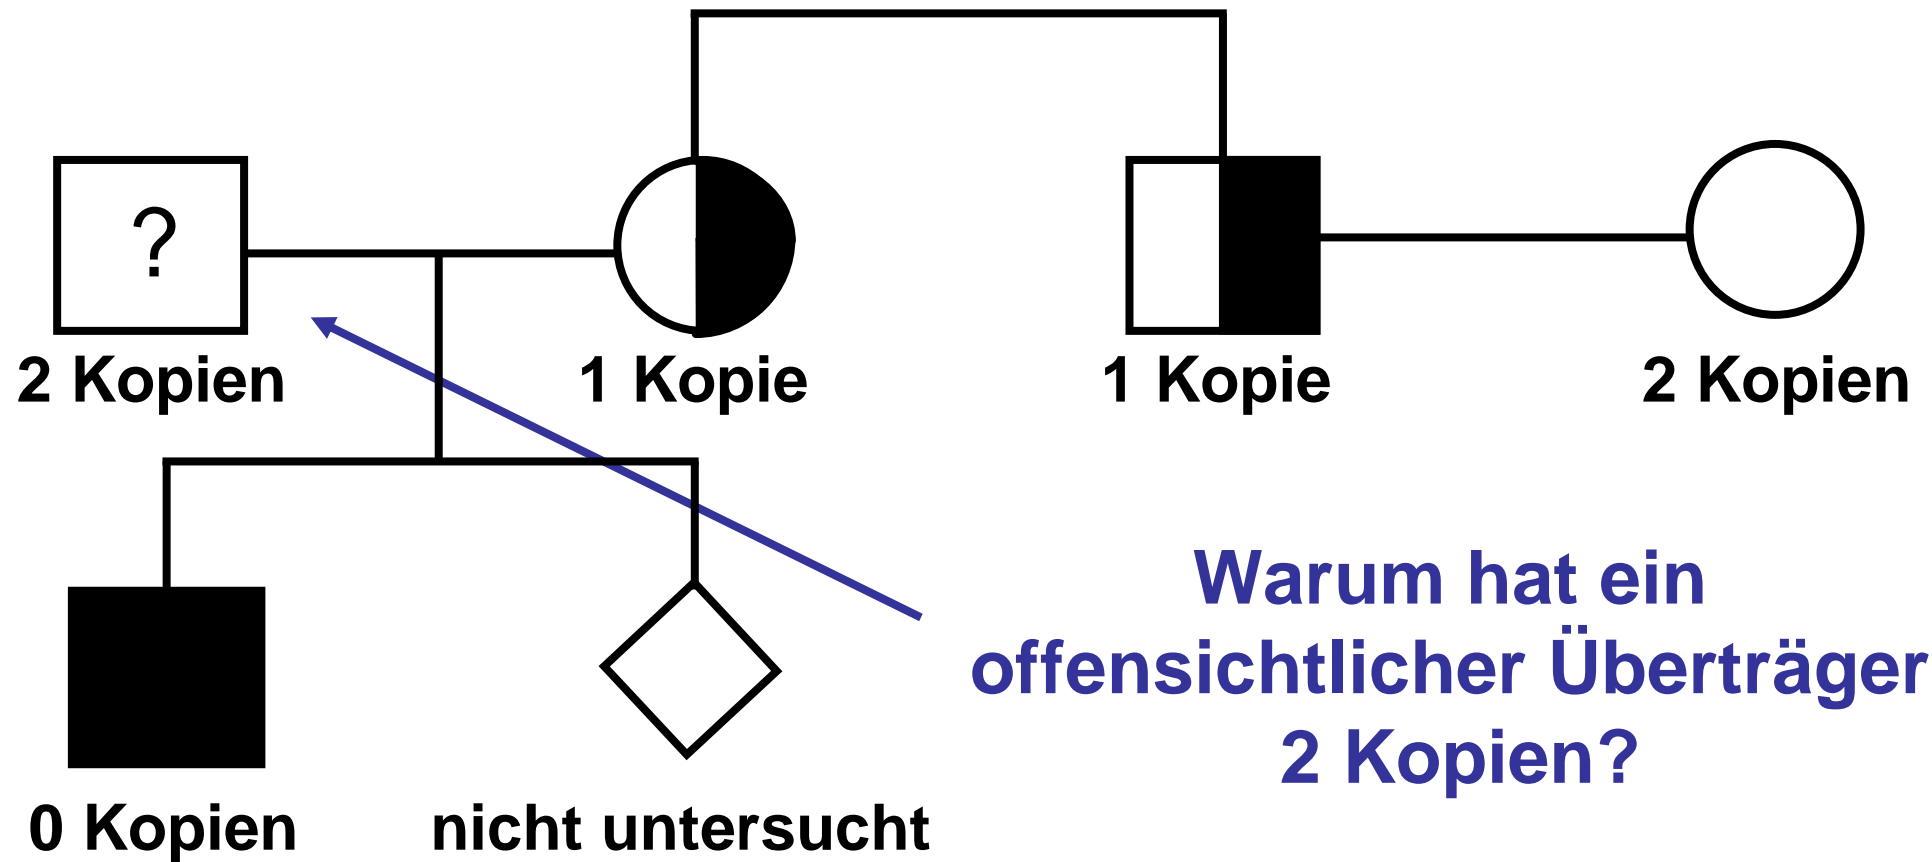 ?
2 Kopien
1 Kopie
1 Kopie
2 Kopien
Warum hat ein
offensichtlicher Überträger
2 Kopien?
0 Kopien
nicht untersucht